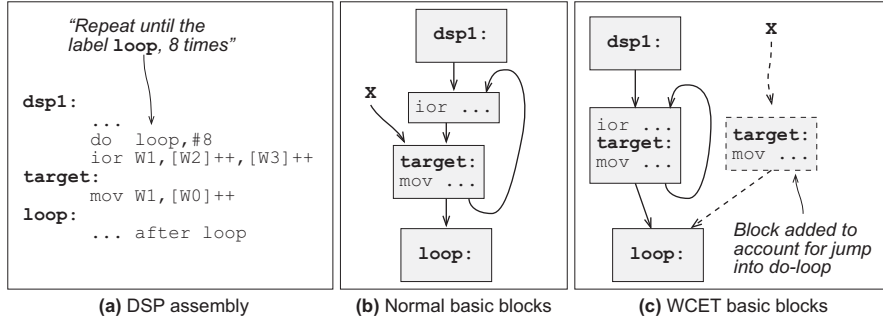 “Repeat until the
label loop, 8 times”
dsp1:
...
do loop,#8
ior W1,[W2]++,[W3]++
target:
mov W1,[W0]++
loop:
... after loop
(a) DSP assembly
dsp1:
X
ior ...
target:
mov ...
loop:
(b) Normal basic blocks
dsp1:
X
ior ...
target:
mov ...
target:
mov ...
loop:
Block added to
account for jump
into do-loop
(c) WCET basic blocks